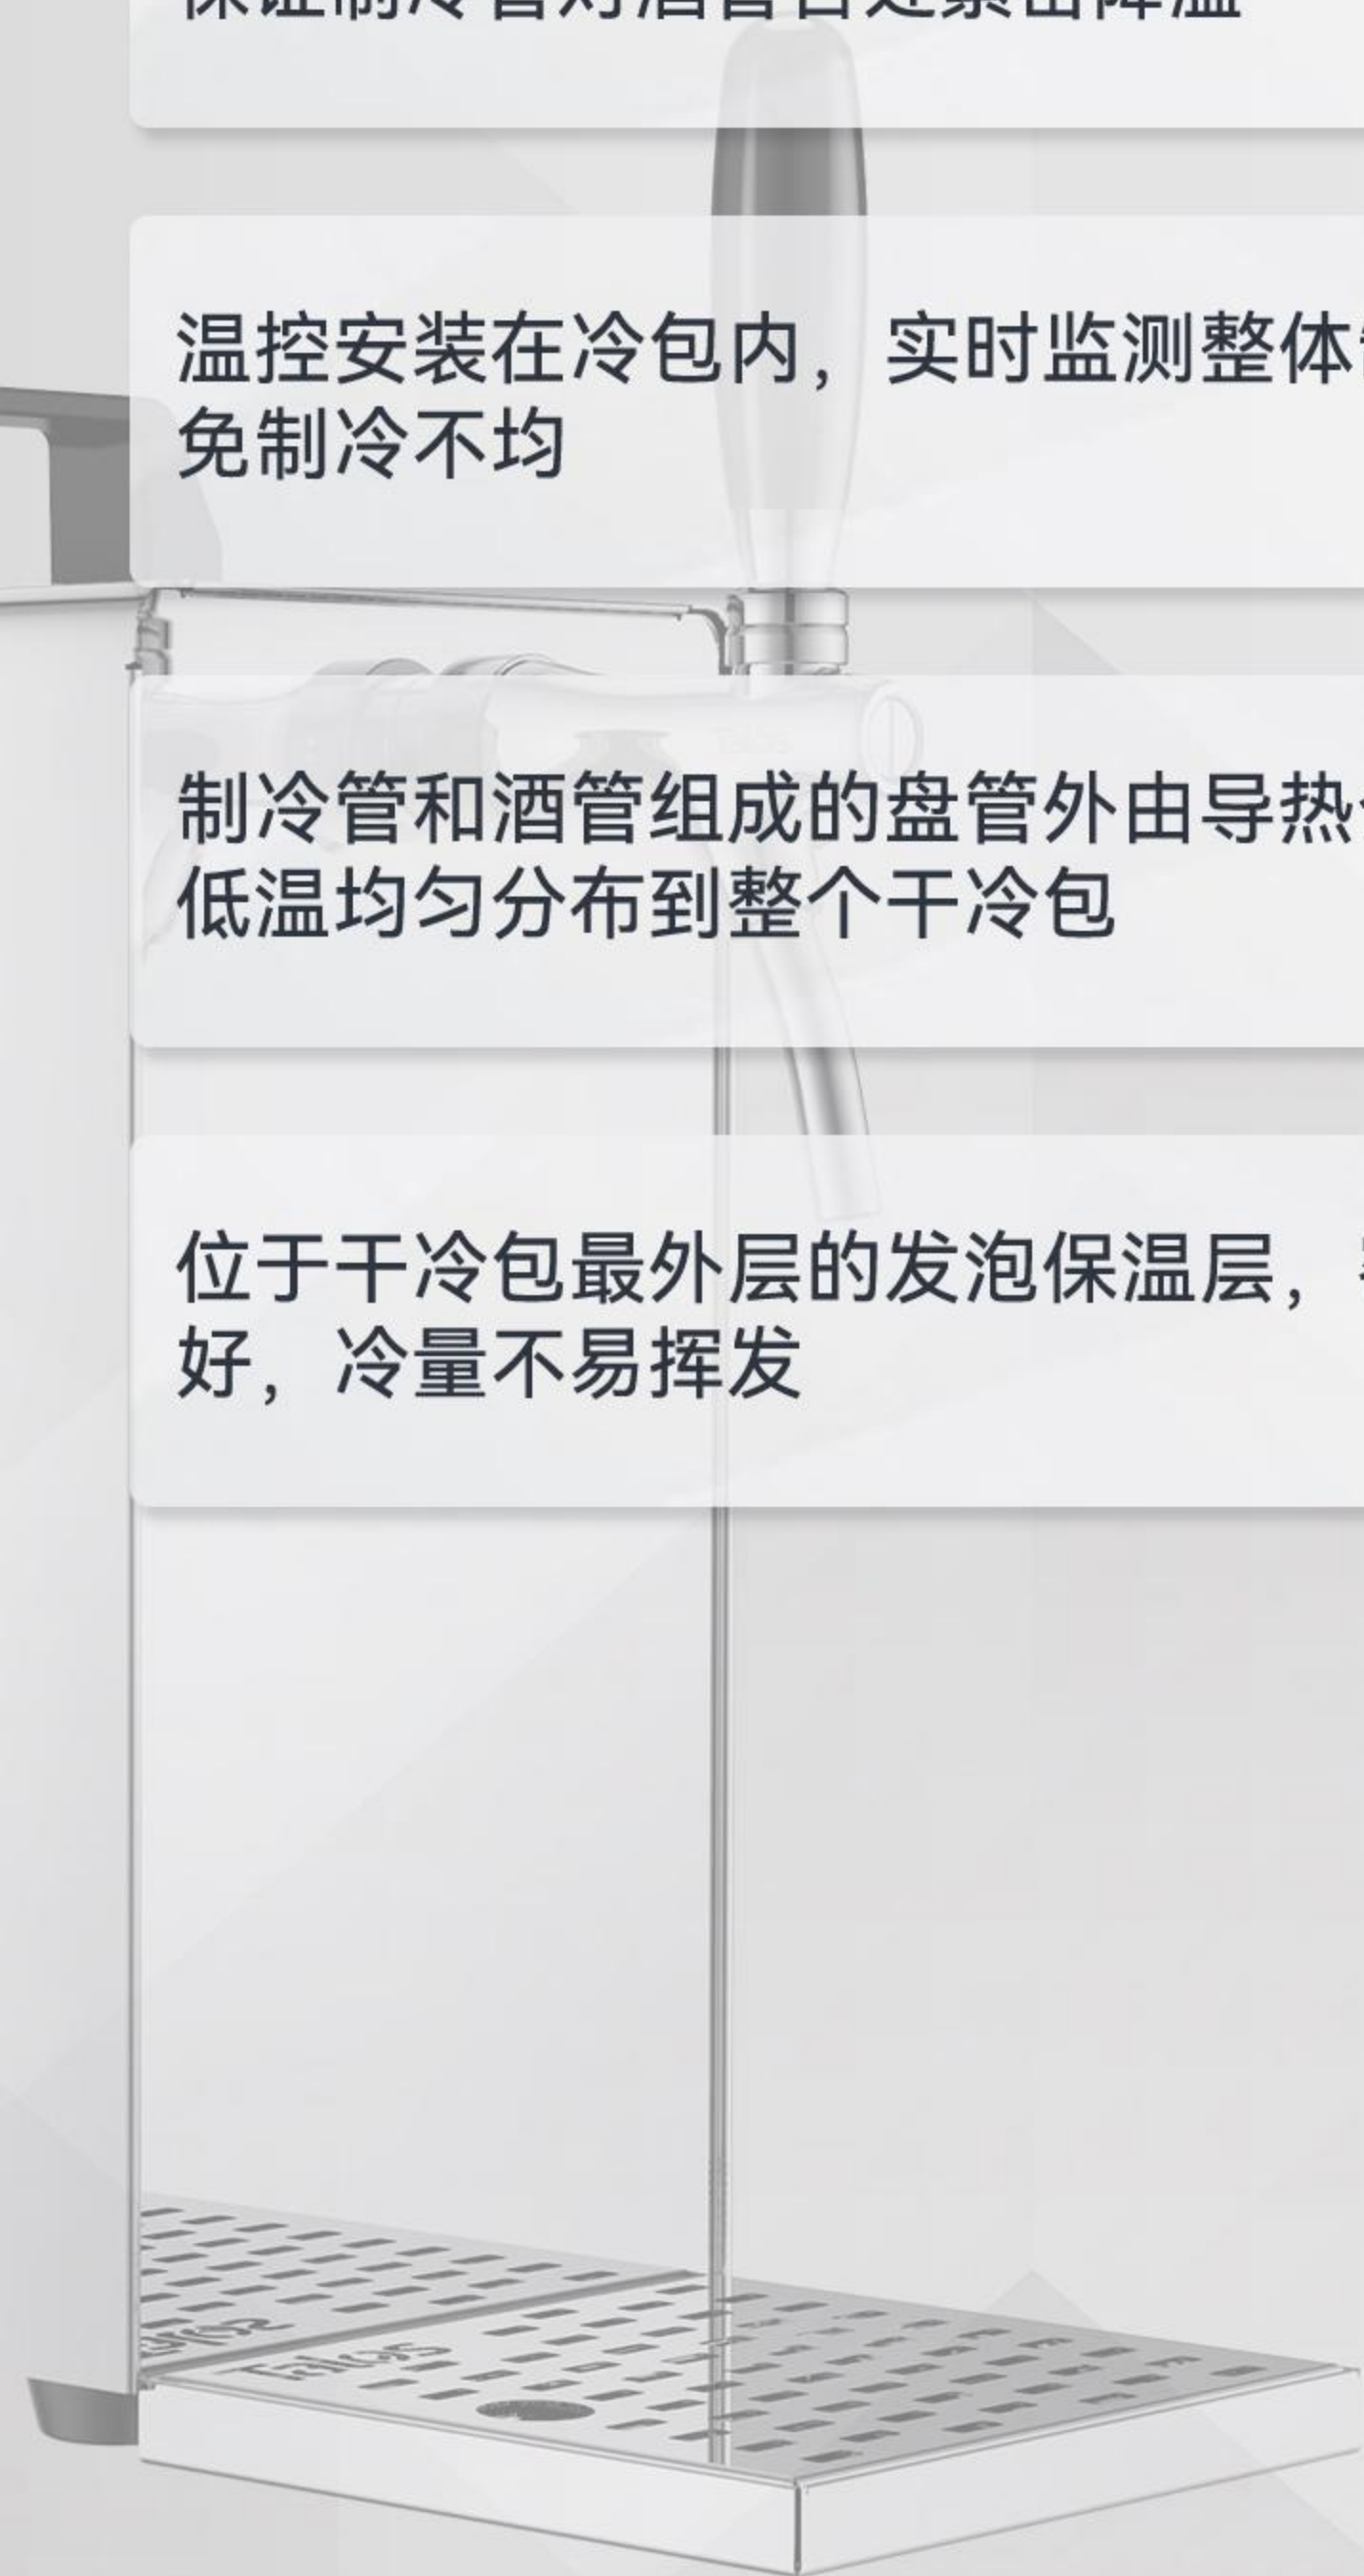 温控安装在冷包内，实时监测整体
免制冷不均
制冷管和酒管组成的盘管外由导热
低温均匀分布到整个干冷包
位于干冷包最外层的发泡保温层，
好，冷量不易挥发
Talos